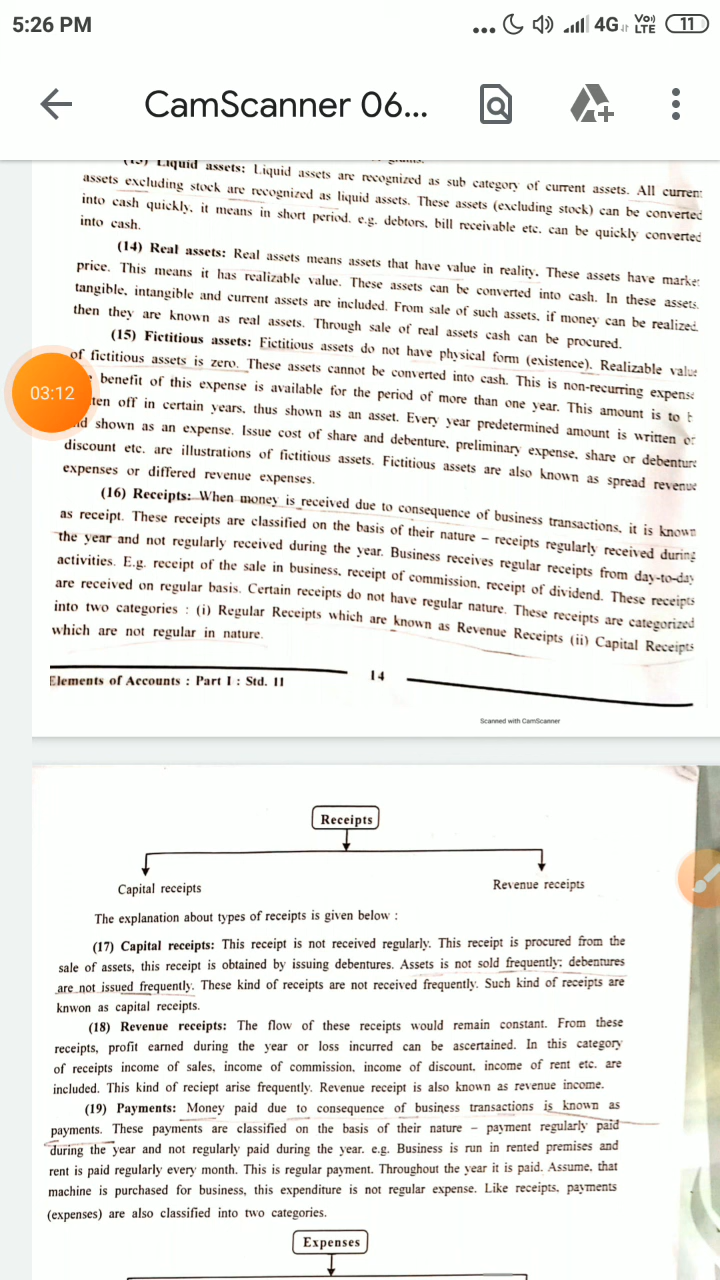 5:26 PM
4G
Vo)) LTE
11
CamScanner 06...
Liquid assets: Liquid assets are recognized as sub category of current assets. All curren
assets excluding stock are recognized as liquid assets. These assets (excluding stock) can be converted
into cash quickly, it means in short period. e.g. debtors, bill receivable etc. can be quickly converted
into cash.
(14) Real assets: Real assets means assets that have value in reality. These assets have marke
price. This means it has realizable value. These assets can be converted into cash. In these assets,
tangible, intangible and current assets are included. From sale of such assets, if money can be realized
then they are known as real assets. Through sale of real assets cash can be procured.
(15) Fictitious assets: Fictitious assets do not have physical form (existence). Realizable value
of fictitious assets is zero. These assets cannot be converted into cash. This is non-recurring expense
03:12
benefit of this expense is available for the period of more than one year. This amount is to b
ten off in certain years, thus shown as an asset. Every year predetermined amount is written of
d shown as an expense. Issue cost of share and debenture, preliminary expense, share or debenture
discount etc. are illustrations of fictitious assets. Fictitious assets are also known as spread revenue
expenses or differed revenue expenses.
(16) Receipts: When money is received due to consequence of business transactions, it is known
as receipt. These receipts are classified on the basis of their nature – receipts regularly received during
the year and not regularly received during the year. Business receives regular receipts from day-to-day
activities. E.g. receipt of the sale in business, receipt of commission, receipt of dividend. These receipts
are received on regular basis. Certain receipts do not have regular nature. These receipts are categorized
into two categories : (i) Regular Receipts which are known as Revenue Receipts (ii) Capital Receipts
which are not regular in nature.
Elements of Accounts : Part I : Std. 11
14
Scanned with CamScanner
Receipts
Capital receipts
Revenue receipts
The explanation about types of receipts is given below :
(17) Capital receipts: This receipt is not received regularly. This receipt is procured from the
sale of assets, this receipt is obtained by issuing debentures. Assets is not sold frequently; debentures
are not issued frequently. These kind of receipts are not received frequently. Such kind of receipts are
knwon as capital receipts.
(18) Revenue receipts: The flow of these receipts would remain constant. From these
receipts, profit earned during the year or loss incurred can be ascertained. In this category
of receipts income of sales, income of commission, income of discount, income of rent etc. are
included. This kind of reciept arise frequently. Revenue receipt is also known as revenue income.
(19) Payments: Money paid due to consequence of business transactions is known as
payments. These payments are classified on the basis of their nature – payment regularly paid
during the year and not regularly paid during the year. e.g. Business is run in rented premises and
rent is paid regularly every month. This is regular payment. Throughout the year it is paid. Assume, that
machine is purchased for business, this expenditure is not regular expense. Like receipts, payments
(expenses) are also classified into two categories.
Expenses